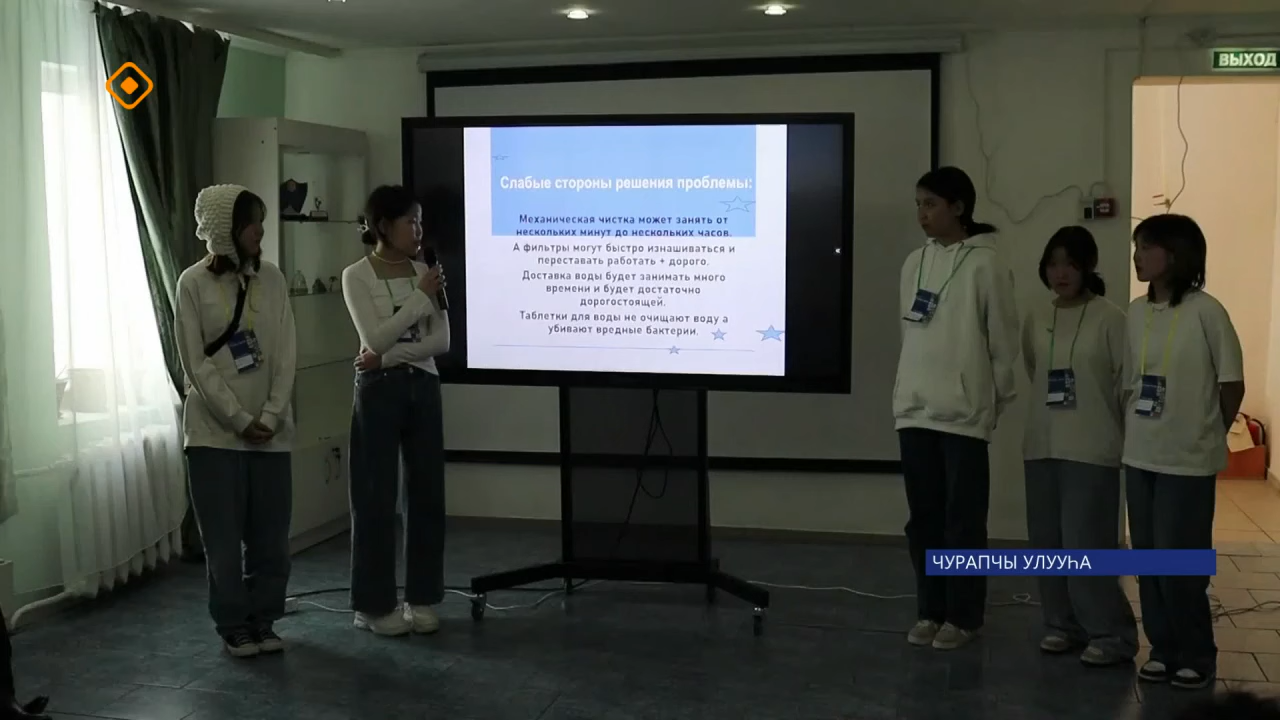 ВЫХОД
Слабые стороны решения проблемы:
Механическая чистка может занять от
нескольких минут до нескольких часов.
А фильтры могут быстро изнашиваться и
переставать работать + дорого.
Доставка воды будет занимать много
времени и будет достаточно
дорогостоящей.
Таблетки для воды не очищают воду а
убивают вредные бактерии.
ЧУРАПЧЫ УЛУУҺА